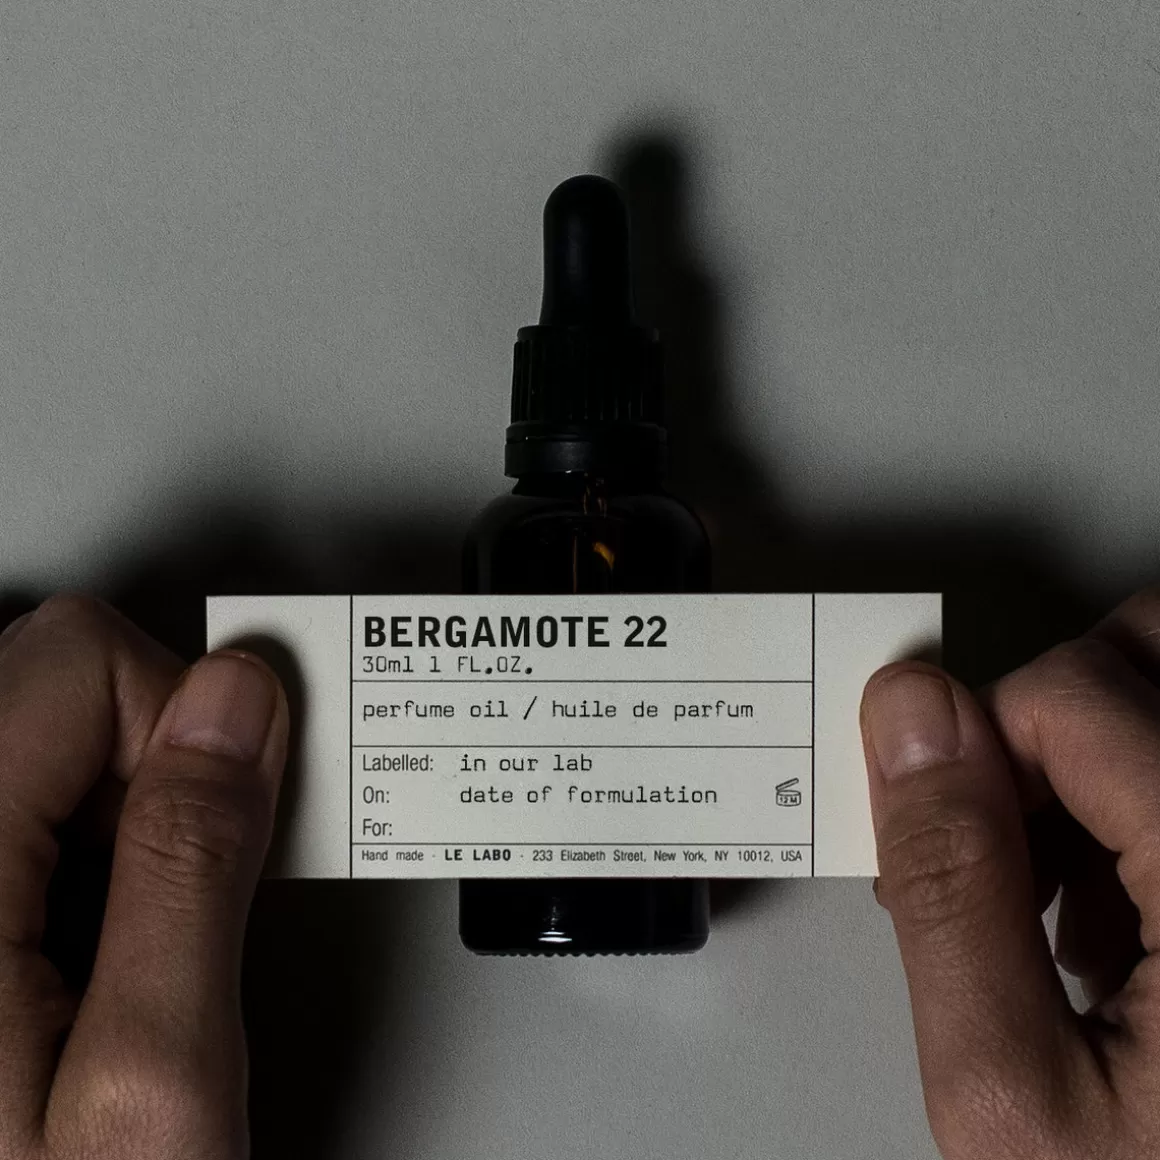 BERGAMOTE 22
30ml 1 FL.OZ.
perfume oil / huile de parfum
Labelled: in our lab
On: date of formulation
12M
For:
Hand made · LE LABO · 233 Elizabeth Street, New York, NY 10012, USA